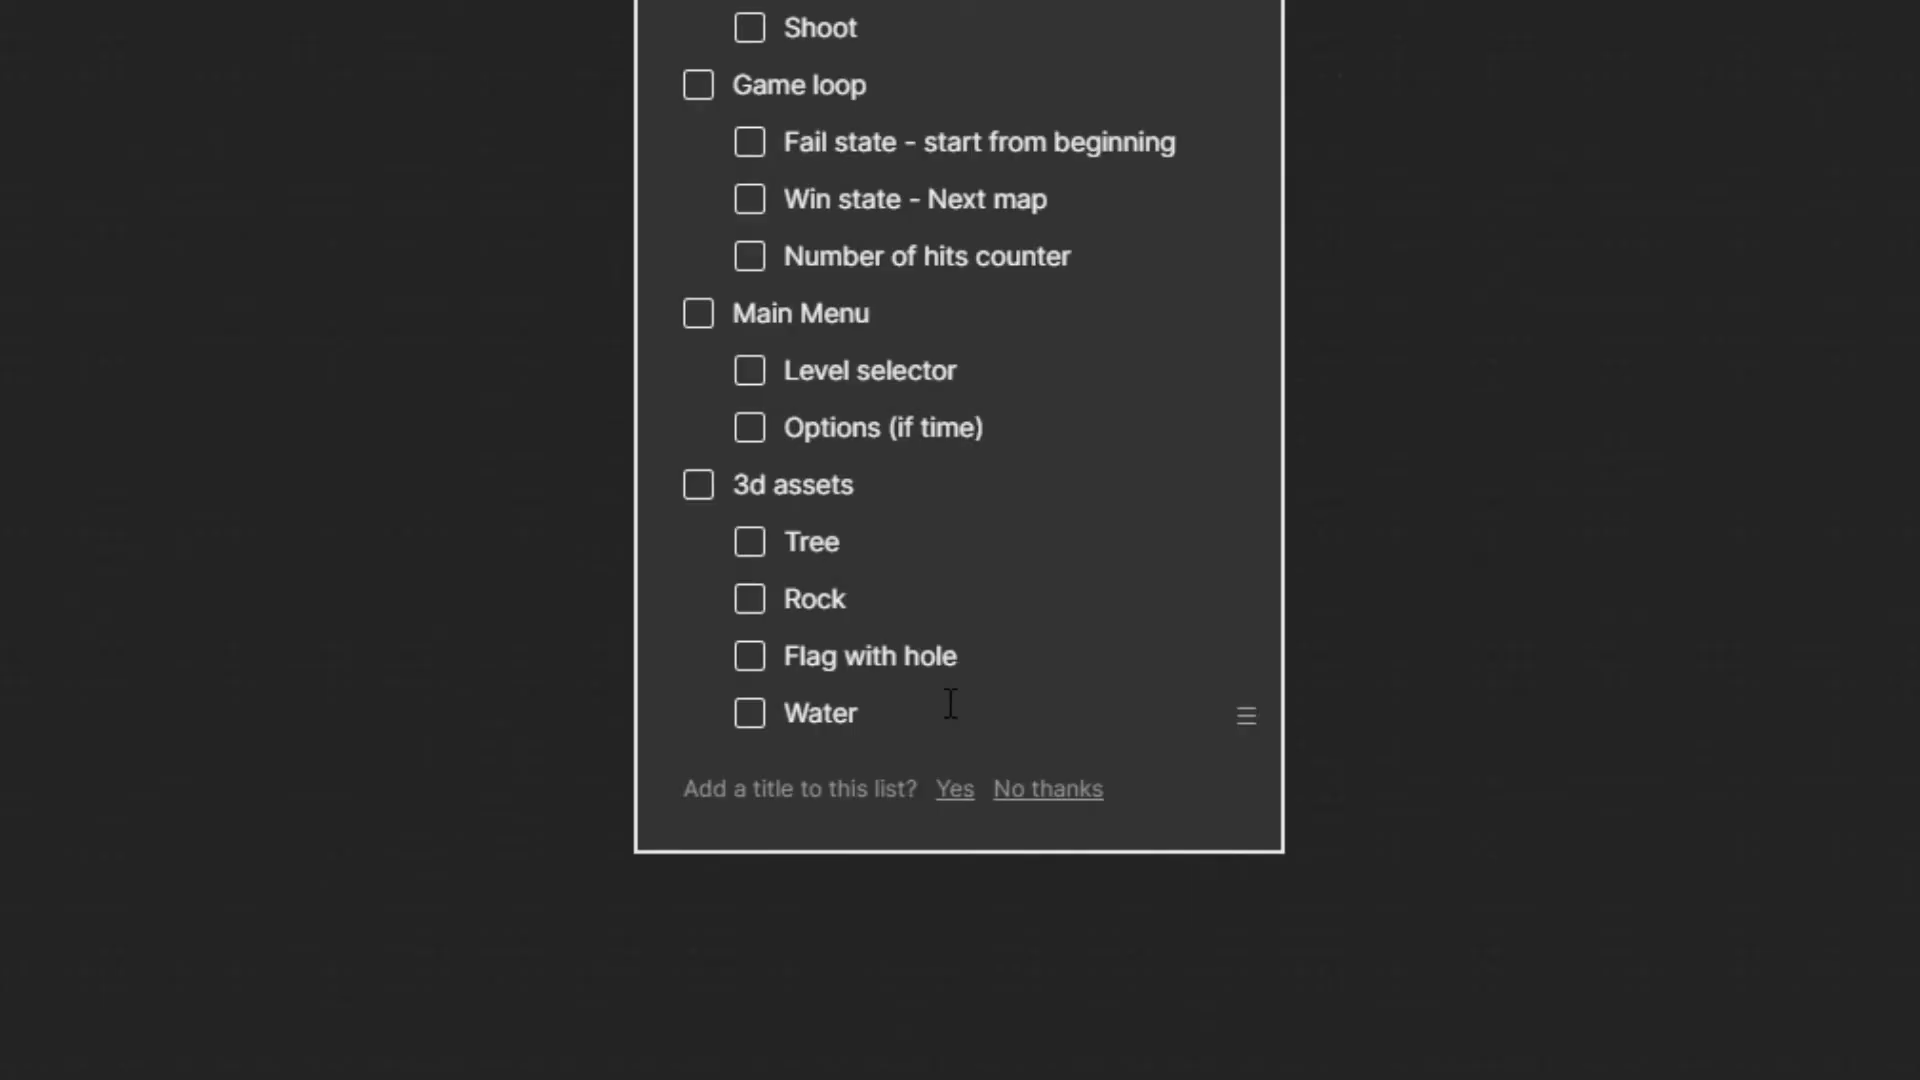 Shoot
Game loop
Fail state - start from beginning
Win state - Next map
Number of hits counter
Main Menu
Level selector
Options (if time)
3d assets
Tree
Rock
Flag with hole
Water
Add a title to this list? Yes No thanks